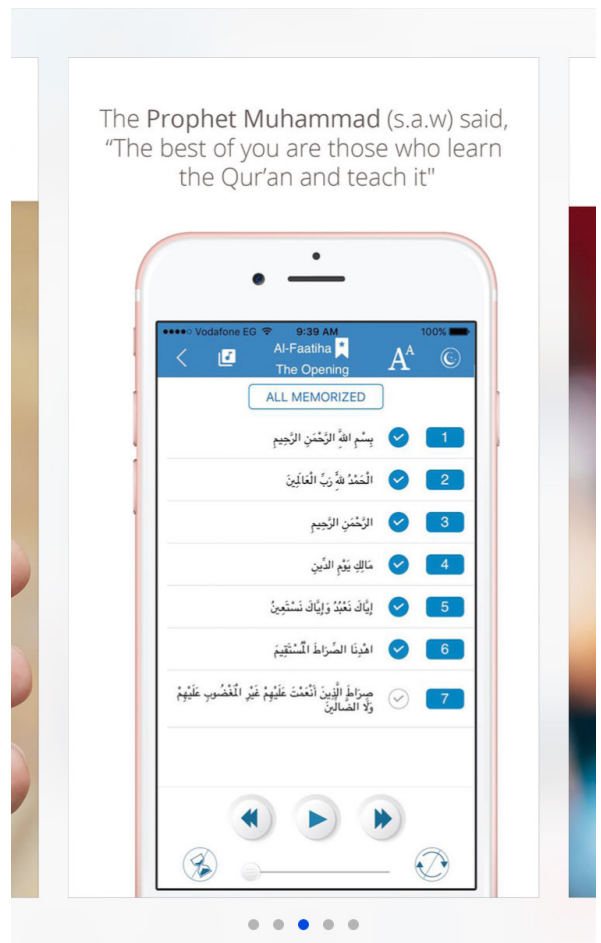 The Prophet Muhammad (s.a.w) said,
“The best of you are those who learn
the Qur’an and teach it"
Vodafone EG 9:39 AM 100%
Al-Faatiha
The Opening
AA
ALL MEMORIZED
بِسْمِ اللهَِّ الرَّحْمَنِ الرَّحِيمِ 1
الْحَمْدُ للهَِّ رَبِّ الْعَالَمِينَ 2
الرَّحْمَنِ الرَّحِيمِ 3
مَالِكِ يَوْمِ الدِّينِ 4
إِيَّاكَ نَعْبُدُ وَإِيَّاكَ نَسْتَعِينُ 5
اهْدِنَا الصِّرَاطَ الْمُسْتَقِيمَ 6
صِرَاطَ الَّذِينَ أَنْعَمْتَ عَلَيْهِمْ غَيْرِ الْمَغْضُوبِ عَلَيْهِمْ 7
وَلَا الضَّالِّينَ